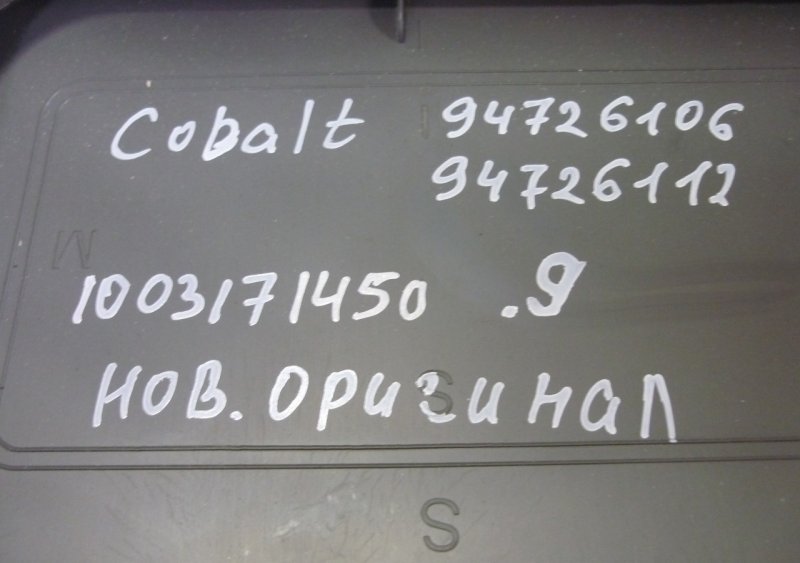 Cobalt 94726106
94726112
M
1003171450 .9
НОВ. ОРИГИНАЛ
S
S